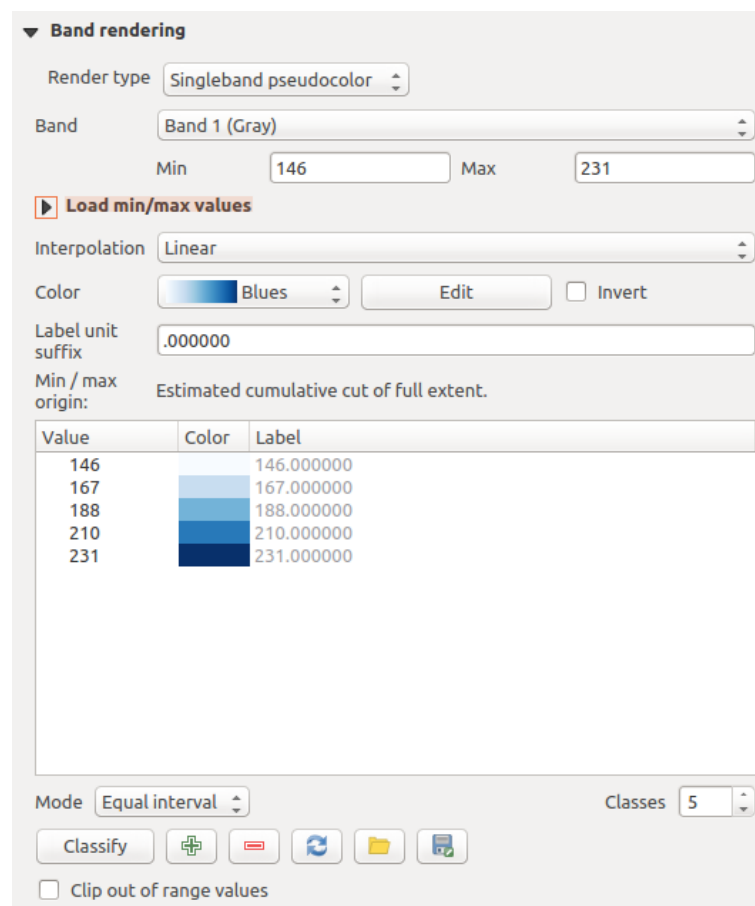 Band rendering
Render type Singleband pseudocolor
Band Band 1 (Gray)
Min 146 Max 231
Load min/max values
Interpolation Linear
Color Blues Edit Invert
Label unit
suffix
.000000
Min / max
origin:
Estimated cumulative cut of full extent.
Value Color Label
146 146.000000
167 167.000000
188 188.000000
210 210.000000
231 231.000000
Mode Equal interval Classes 5
Classify
Clip out of range values